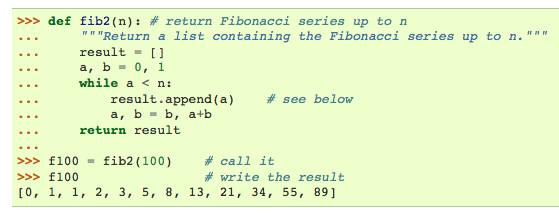 >>> def fib2(n): # return Fibonacci series up to n
...     """Return a list containing the Fibonacci series up to n."""
...     result = []
...     a, b = 0, 1
...     while a < n:
...         result.append(a)    # see below
...         a, b = b, a+b
...     return result
...
>>> f100 = fib2(100)    # call it
>>> f100                # write the result
[0, 1, 1, 2, 3, 5, 8, 13, 21, 34, 55, 89]